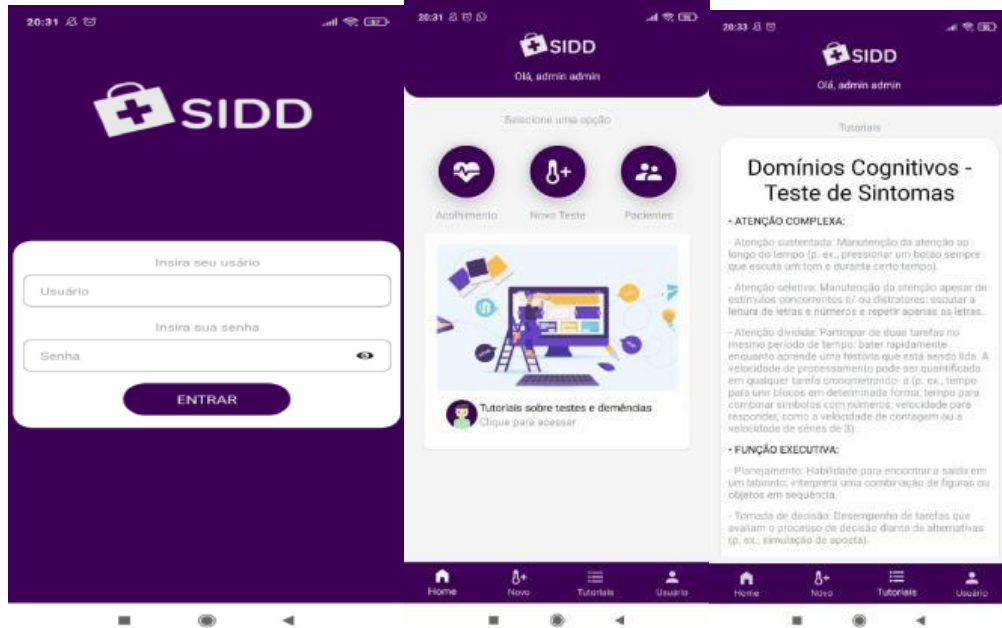 20:31
SIDD
Insira seu usário
Usuário
Insira sua senha
Senha
ENTRAR
20:31
SIDD
Olá, admin admin
Selecione uma opção
Acolhimento
Novo Teste
Pacientes
Tutoriais sobre testes e demências
Clique para acessar
Home
Novo
Tutoriais
Usuário
20:33
SIDD
Olá, admin admin
Tutoriais
Domínios Cognitivos -
Teste de Sintomas
• ATENÇÃO COMPLEXA:
- Atenção sustentada: Manutenção da atenção ao
longo do tempo (p. ex., pressionar um botão sempre
que escuta um tom e durante certo tempo).
- Atenção seletiva: Manutenção da atenção apesar de
estímulos concorrentes e/ ou distratores: escutar a
leitura de letras e números e repetir apenas as letras.
- Atenção dividida: Participar de duas tarefas no
mesmo período de tempo: bater rapidamente
enquanto aprende uma história que está sendo lida. A
velocidade de processamento pode ser quantificada
em qualquer tarefa cronometrando- a (p. ex., tempo
para unir blocos em determinada forma; tempo para
combinar símbolos com números; velocidade para
responder, como a velocidade de contagem ou a
velocidade de séries de 3).
• FUNÇÃO EXECUTIVA:
- Planejamento: Habilidade para encontrar a saída em
um labirinto; interpreta uma combinação de figuras ou
objetos em sequência.
- Tomada de decisão: Desempenho de tarefas que
avaliam o processo de decisão diante de alternativas
(p. ex., simulação de aposta).
Home
Novo
Tutoriais
Usuário